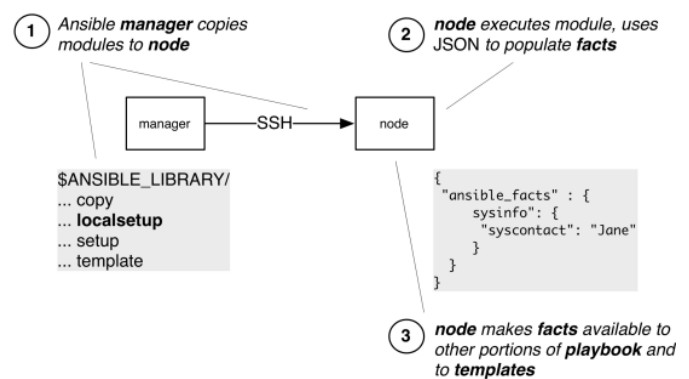 1
Ansible manager copies
modules to node
2
node executes module, uses
JSON to populate facts
manager
SSH
node
$ANSIBLE_LIBRARY/
... copy
... localsetup
... setup
... template
{
"ansible_facts" : {
sysinfo": {
"syscontact": "Jane"
}
}
}
3
node makes facts available to
other portions of playbook and
to templates